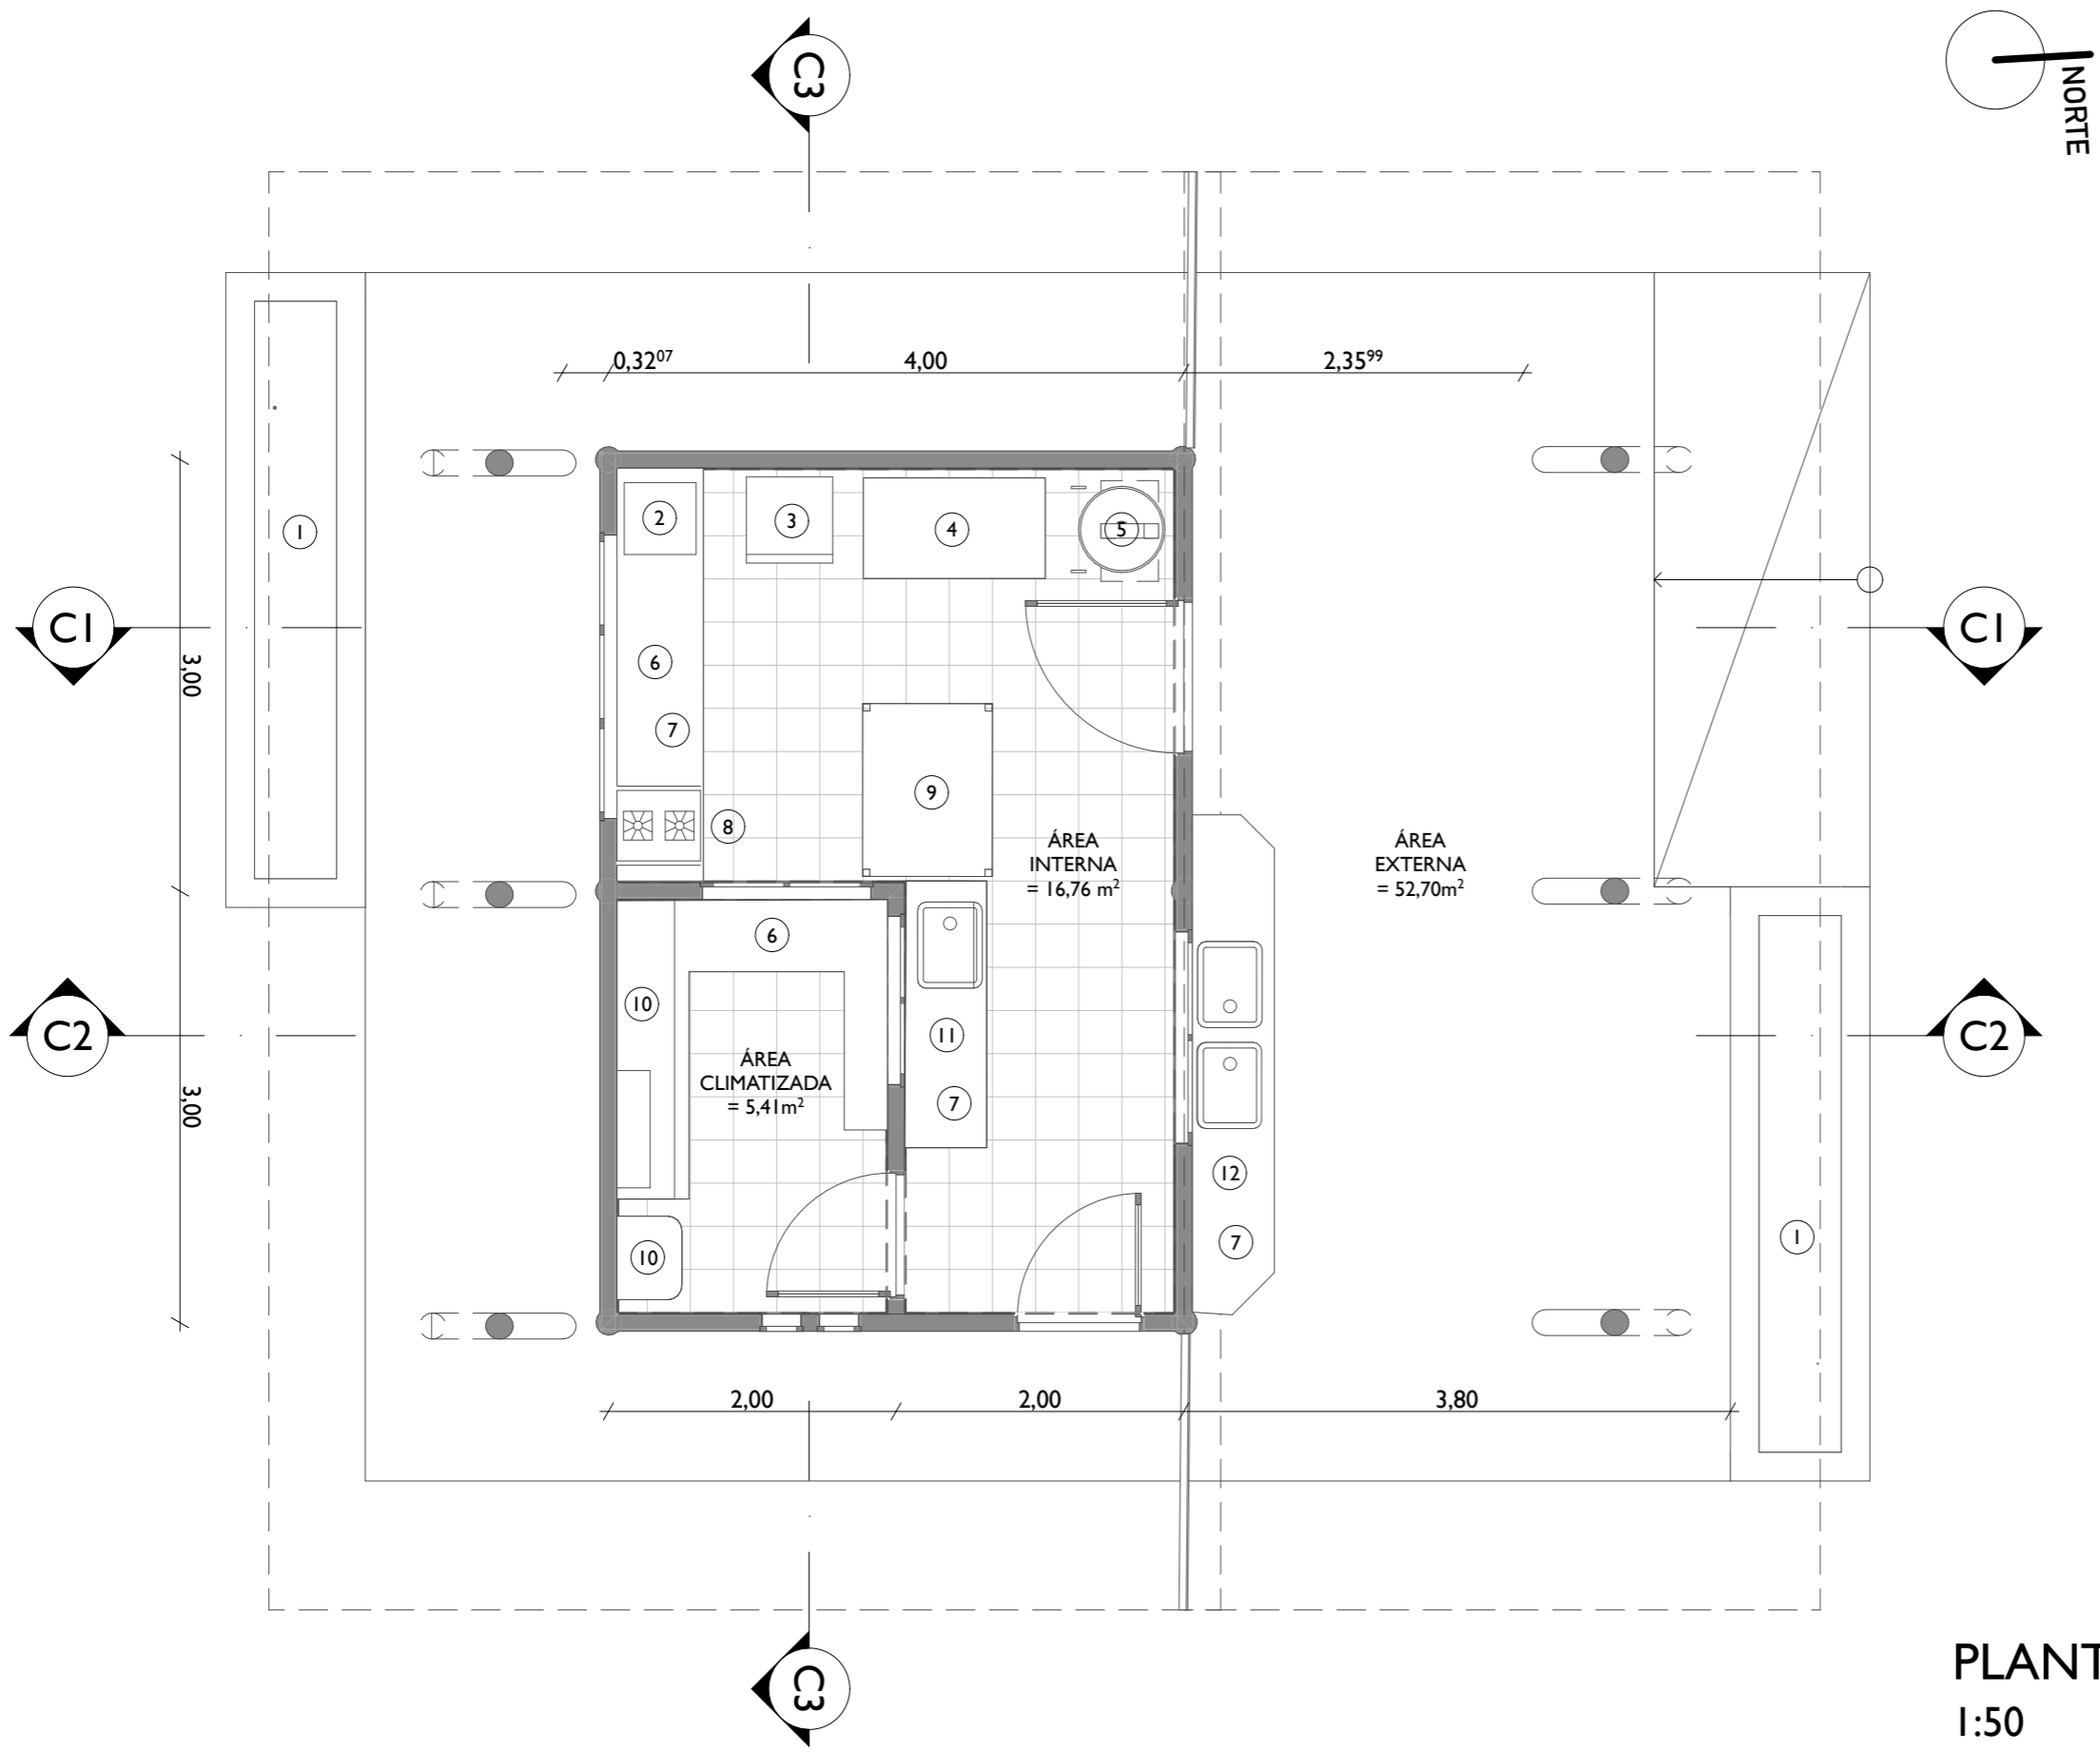 C3
NORTE
0,32⁰⁷
4,00
2,35⁹⁹
1
2
3
4
5
C1
3,00
6
7
C1
9
8
ÁREA
INTERNA
= 16,76 m²
ÁREA
EXTERNA
= 52,70m²
6
10
11
C2
C2
ÁREA
CLIMATIZADA
= 5,41m²
7
3,00
12
10
7
1
2,00
2,00
3,80
C3
PLANT
1:50